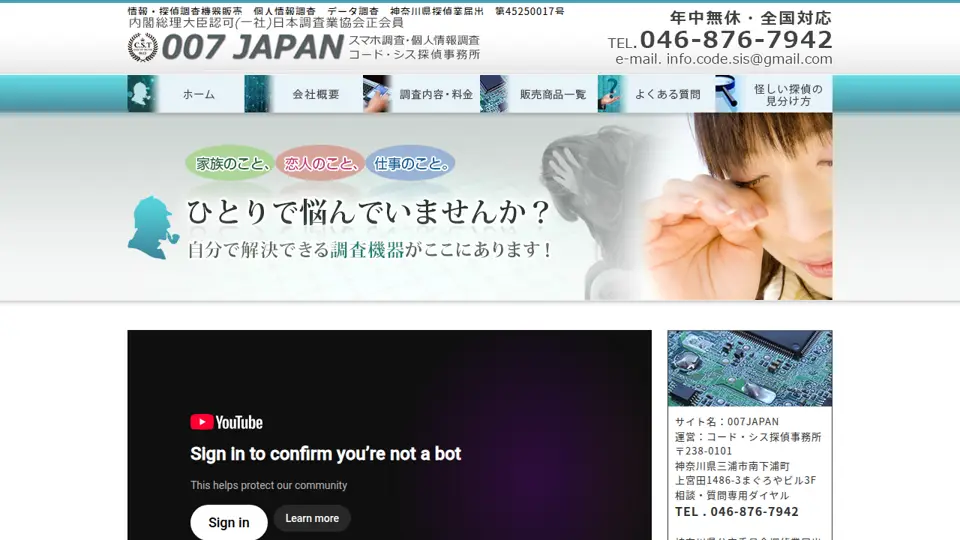 情報・探偵調査機器販売　個人情報調査　データ調査　神奈川県探偵業届出　第45250017号
内閣総理大臣認可(一社)日本調査業協会正会員
C.S.T
007 JAPAN
スマホ調査・個人情報調査
コード・シス探偵事務所
年中無休・全国対応
TEL.046-876-7942
e-mail. info.code.sis@gmail.com
ホーム
会社概要
調査内容・料金
販売商品一覧
よくある質問
怪しい探偵の
見分け方
家族のこと、恋人のこと、仕事のこと。
ひとりで悩んでいませんか？
自分で解決できる調査機器がここにあります！
YouTube
Sign in to confirm you're not a bot
This helps protect our community
Sign in
Learn more
サイト名：007JAPAN
運営：コード・シス探偵事務所
〒238-0101
神奈川県三浦市南下浦町
上宮田1486-3まぐろやビル3F
相談・質問専用ダイヤル
TEL . 046-876-7942